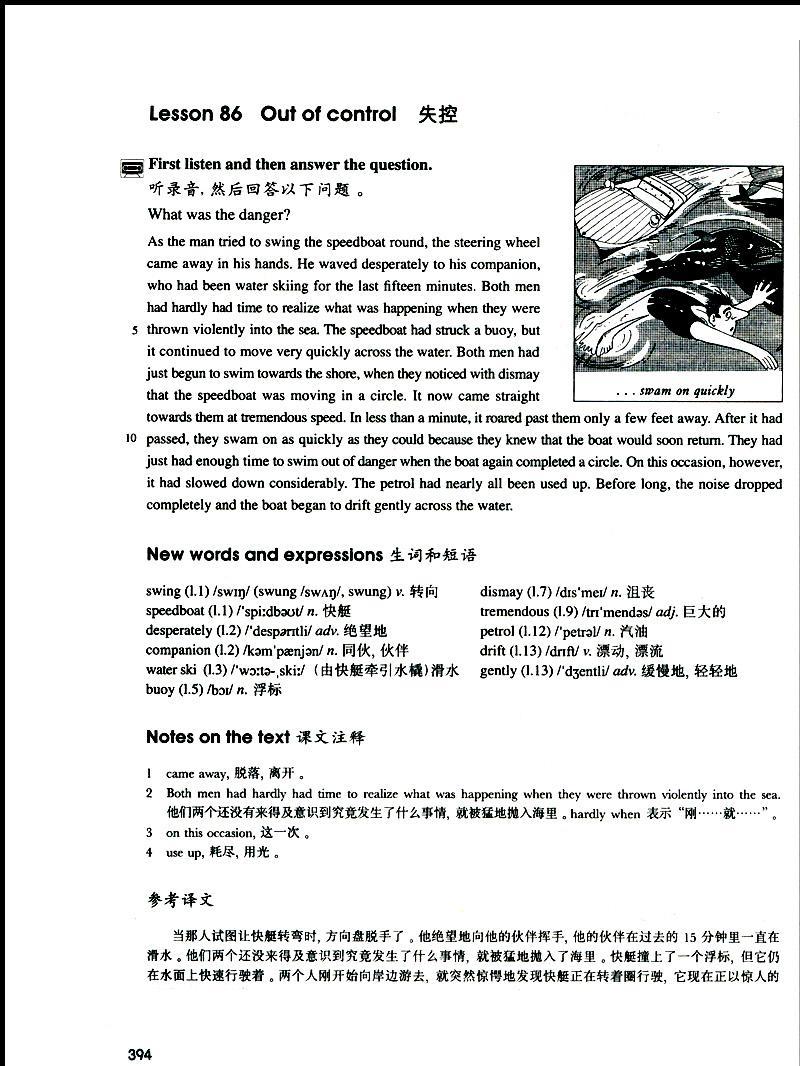 Lesson 86 Out of control 失控
First listen and then answer the question.
听录音, 然后回答以下问题 。
What was the danger?
As the man tried to swing the speedboat round, the steering wheel
came away in his hands. He waved desperately to his companion,
who had been water skiing for the last fifteen minutes. Both men
had hardly had time to realize what was happening when they were
5 thrown violently into the sea. The speedboat had struck a buoy, but
it continued to move very quickly across the water. Both men had
just begun to swim towards the shore, when they noticed with dismay
that the speedboat was moving in a circle. It now came straight
towards them at tremendous speed. In less than a minute, it roared past them only a few feet away. After it had
10 passed, they swam on as quickly as they could because they knew that the boat would soon return. They had
just had enough time to swim out of danger when the boat again completed a circle. On this occasion, however,
it had slowed down considerably. The petrol had nearly all been used up. Before long, the noise dropped
completely and the boat began to drift gently across the water.
. . . swam on quickly
New words and expressions 生词和短语
swing (l.1) /swɪŋ/ (swung /swʌŋ/, swung) v. 转向
speedboat (l.1) /'spi:dbəʊt/ n. 快艇
desperately (l.2) /'despərɪtli/ adv. 绝望地
companion (l.2) /kəm'pænjən/ n. 同伙, 伙伴
water ski (l.3) /'wɔ:tə-ˌski:/ (由快艇牵引水橇)滑水
buoy (l.5) /bɔɪ/ n. 浮标
dismay (l.7) /dɪs'meɪ/ n. 沮丧
tremendous (l.9) /trɪ'mendəs/ adj. 巨大的
petrol (l.12) /'petrəl/ n. 汽油
drift (l.13) /drɪft/ v. 漂动, 漂流
gently (l.13) /'dʒentli/ adv. 缓慢地, 轻轻地
Notes on the text 课文注释
1 came away, 脱落, 离开 。
2 Both men had hardly had time to realize what was happening when they were thrown violently into the sea.
他们两个还没有来得及意识到究竟发生了什么事情, 就被猛地抛入海里 。hardly when 表示 “刚……就……” 。
3 on this occasion, 这一次 。
4 use up, 耗尽, 用光 。
参考译文
当那人试图让快艇转弯时, 方向盘脱手了 。他绝望地向他的伙伴挥手, 他的伙伴在过去的 15 分钟里一直在
滑水 。他们两个还没来得及意识到究竟发生了什么事情, 就被猛地抛入了海里 。快艇撞上了一个浮标, 但它仍
在水面上快速行驶着 。两个人刚开始向岸边游去, 就突然惊愕地发现快艇正在转着圈行驶, 它现在正以惊人的
394